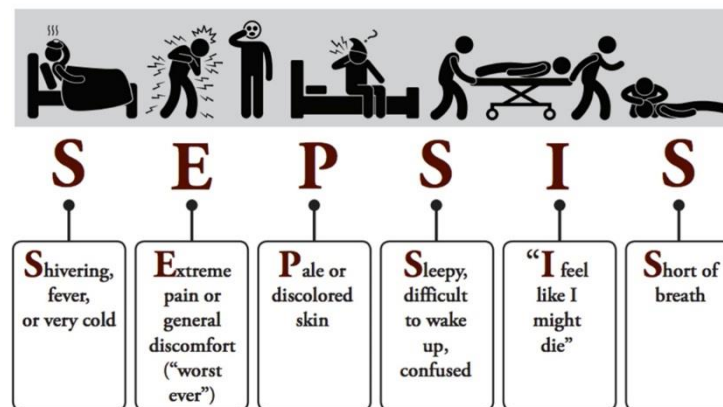 S E P S I S
Shivering,
fever,
or very cold
Extreme
pain or
general
discomfort
(“worst
ever”)
Pale or
discolored
skin
Sleepy,
difficult
to wake
up,
confused
“I feel
like I
might
die”
Short of
breath